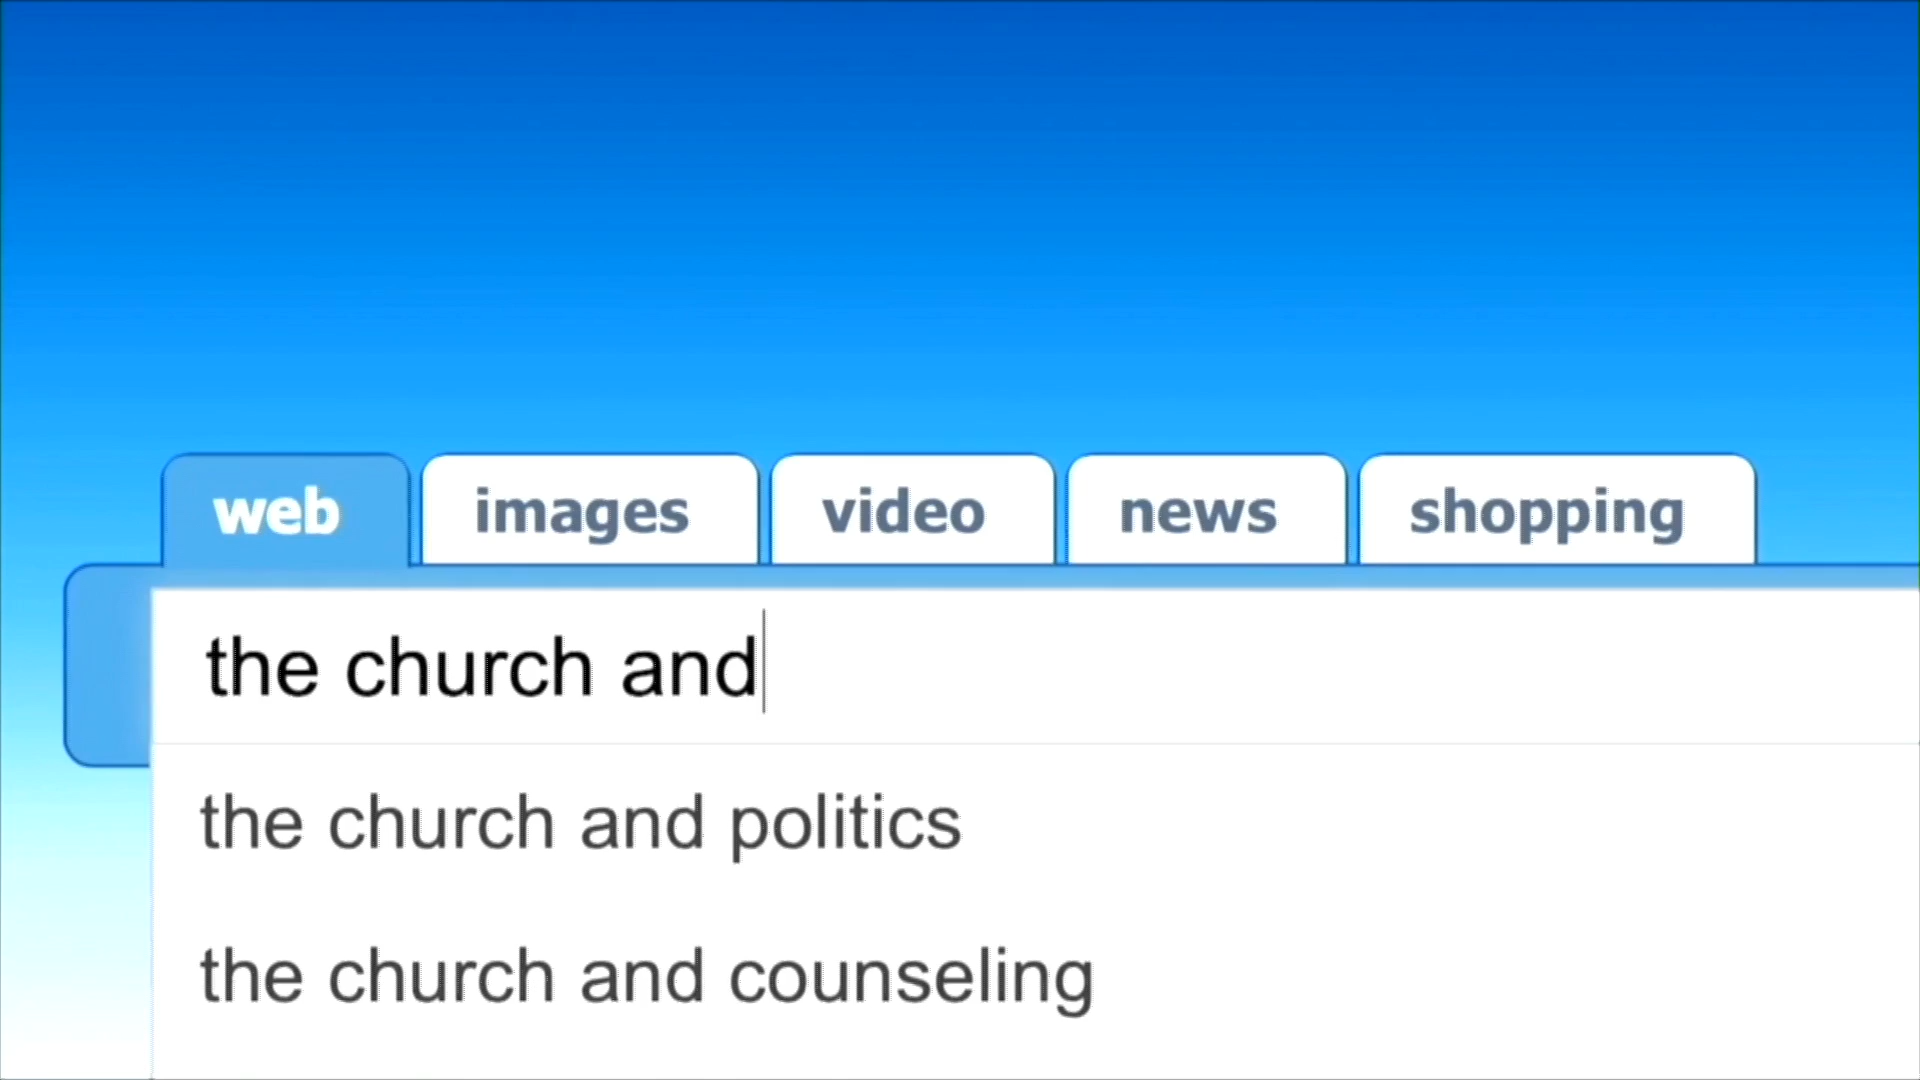 web images video news shopping
the church and
the church and politics
the church and counseling